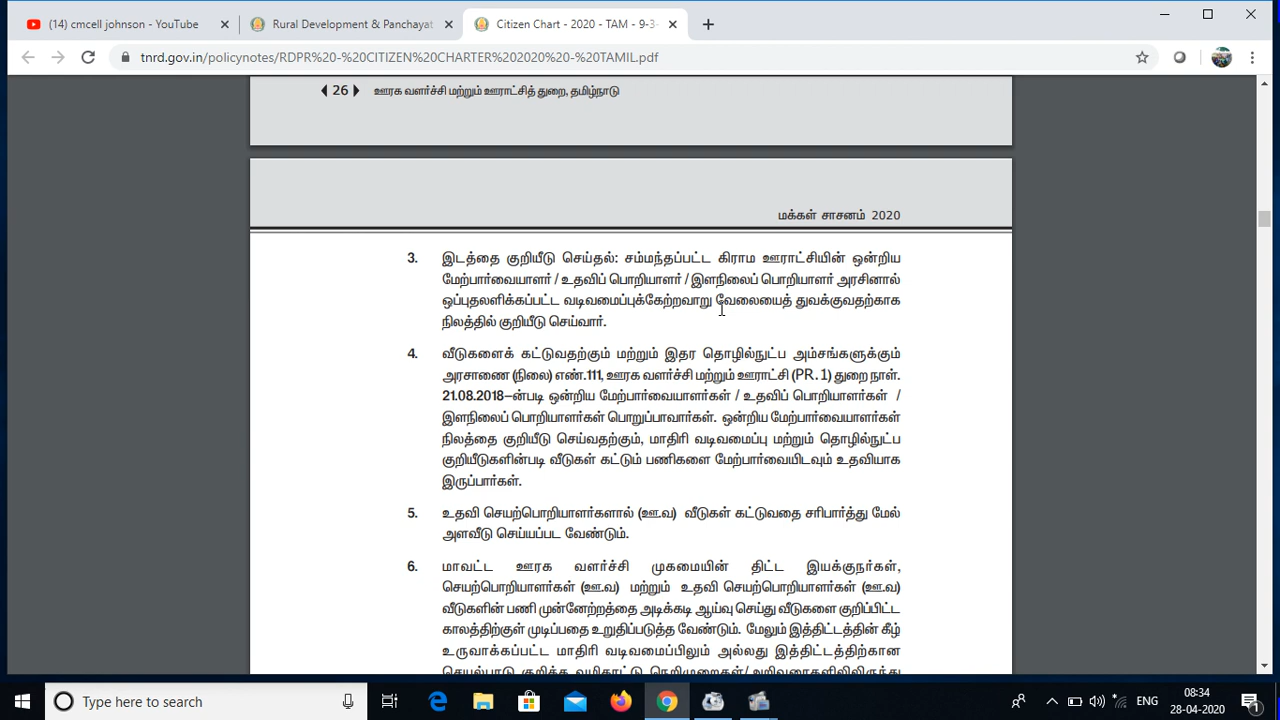 (14) cmcell johnson - YouTube
Rural Development & Panchayat
Citizen Chart - 2020 - TAM - 9-3-
tnrd.gov.in/policynotes/RDPR%20-%20CITIZEN%20CHARTER%202020%20-%20TAMIL.pdf
26 ஊரக வளர்ச்சி மற்றும் ஊராட்சித் துறை, தமிழ்நாடு
மக்கள் சாசனம் 2020
3. இடத்தை குறியீடு செய்தல்: சம்மந்தப்பட்ட கிராம ஊராட்சியின் ஒன்றிய
மேற்பார்வையாளர் / உதவிப் பொறியாளர் / இளநிலைப் பொறியாளர் அரசினால்
ஒப்புதலளிக்கப்பட்ட வடிவமைப்புக்கேற்றவாறு வேலையைத் துவக்குவதற்காக
நிலத்தில் குறியீடு செய்வார்.
4. வீடுகளைக் கட்டுவதற்கும் மற்றும் இதர தொழில்நுட்ப அம்சங்களுக்கும்
அரசாணை (நிலை) எண்.111, ஊரக வளர்ச்சி மற்றும் ஊராட்சி (PR.1) துறை நாள்.
21.08.2018-ன்படி ஒன்றிய மேற்பார்வையாளர்கள் / உதவிப் பொறியாளர்கள் /
இளநிலைப் பொறியாளர்கள் பொறுப்பாவார்கள். ஒன்றிய மேற்பார்வையாளர்கள்
நிலத்தை குறியீடு செய்வதற்கும், மாதிரி வடிவமைப்பு மற்றும் தொழில்நுட்ப
குறியீடுகளின்படி வீடுகள் கட்டும் பணிகளை மேற்பார்வையிடவும் உதவியாக
இருப்பார்கள்.
5. உதவி செயற்பொறியாளர்களால் (ஊ.வ) வீடுகள் கட்டுவதை சரிபார்த்து மேல்
அளவீடு செய்யப்பட வேண்டும்.
6. மாவட்ட ஊரக வளர்ச்சி முகமையின் திட்ட இயக்குநர்கள்,
செயற்பொறியாளர்கள் (ஊ.வ) மற்றும் உதவி செயற்பொறியாளர்கள் (ஊ.வ)
வீடுகளின் பணி முன்னேற்றத்தை அடிக்கடி ஆய்வு செய்து வீடுகளை குறிப்பிட்ட
காலத்திற்குள் முடிப்பதை உறுதிப்படுத்த வேண்டும். மேலும் இத்திட்டத்தின் கீழ்
உருவாக்கப்பட்ட மாதிரி வடிவமைப்பிலும் அல்லது இத்திட்டத்திற்கான
செயல்பாடு குறித்த வழிகாட்டு நெறிமுறைகள்/
Type here to search
ENG
08:34
28-04-2020
1